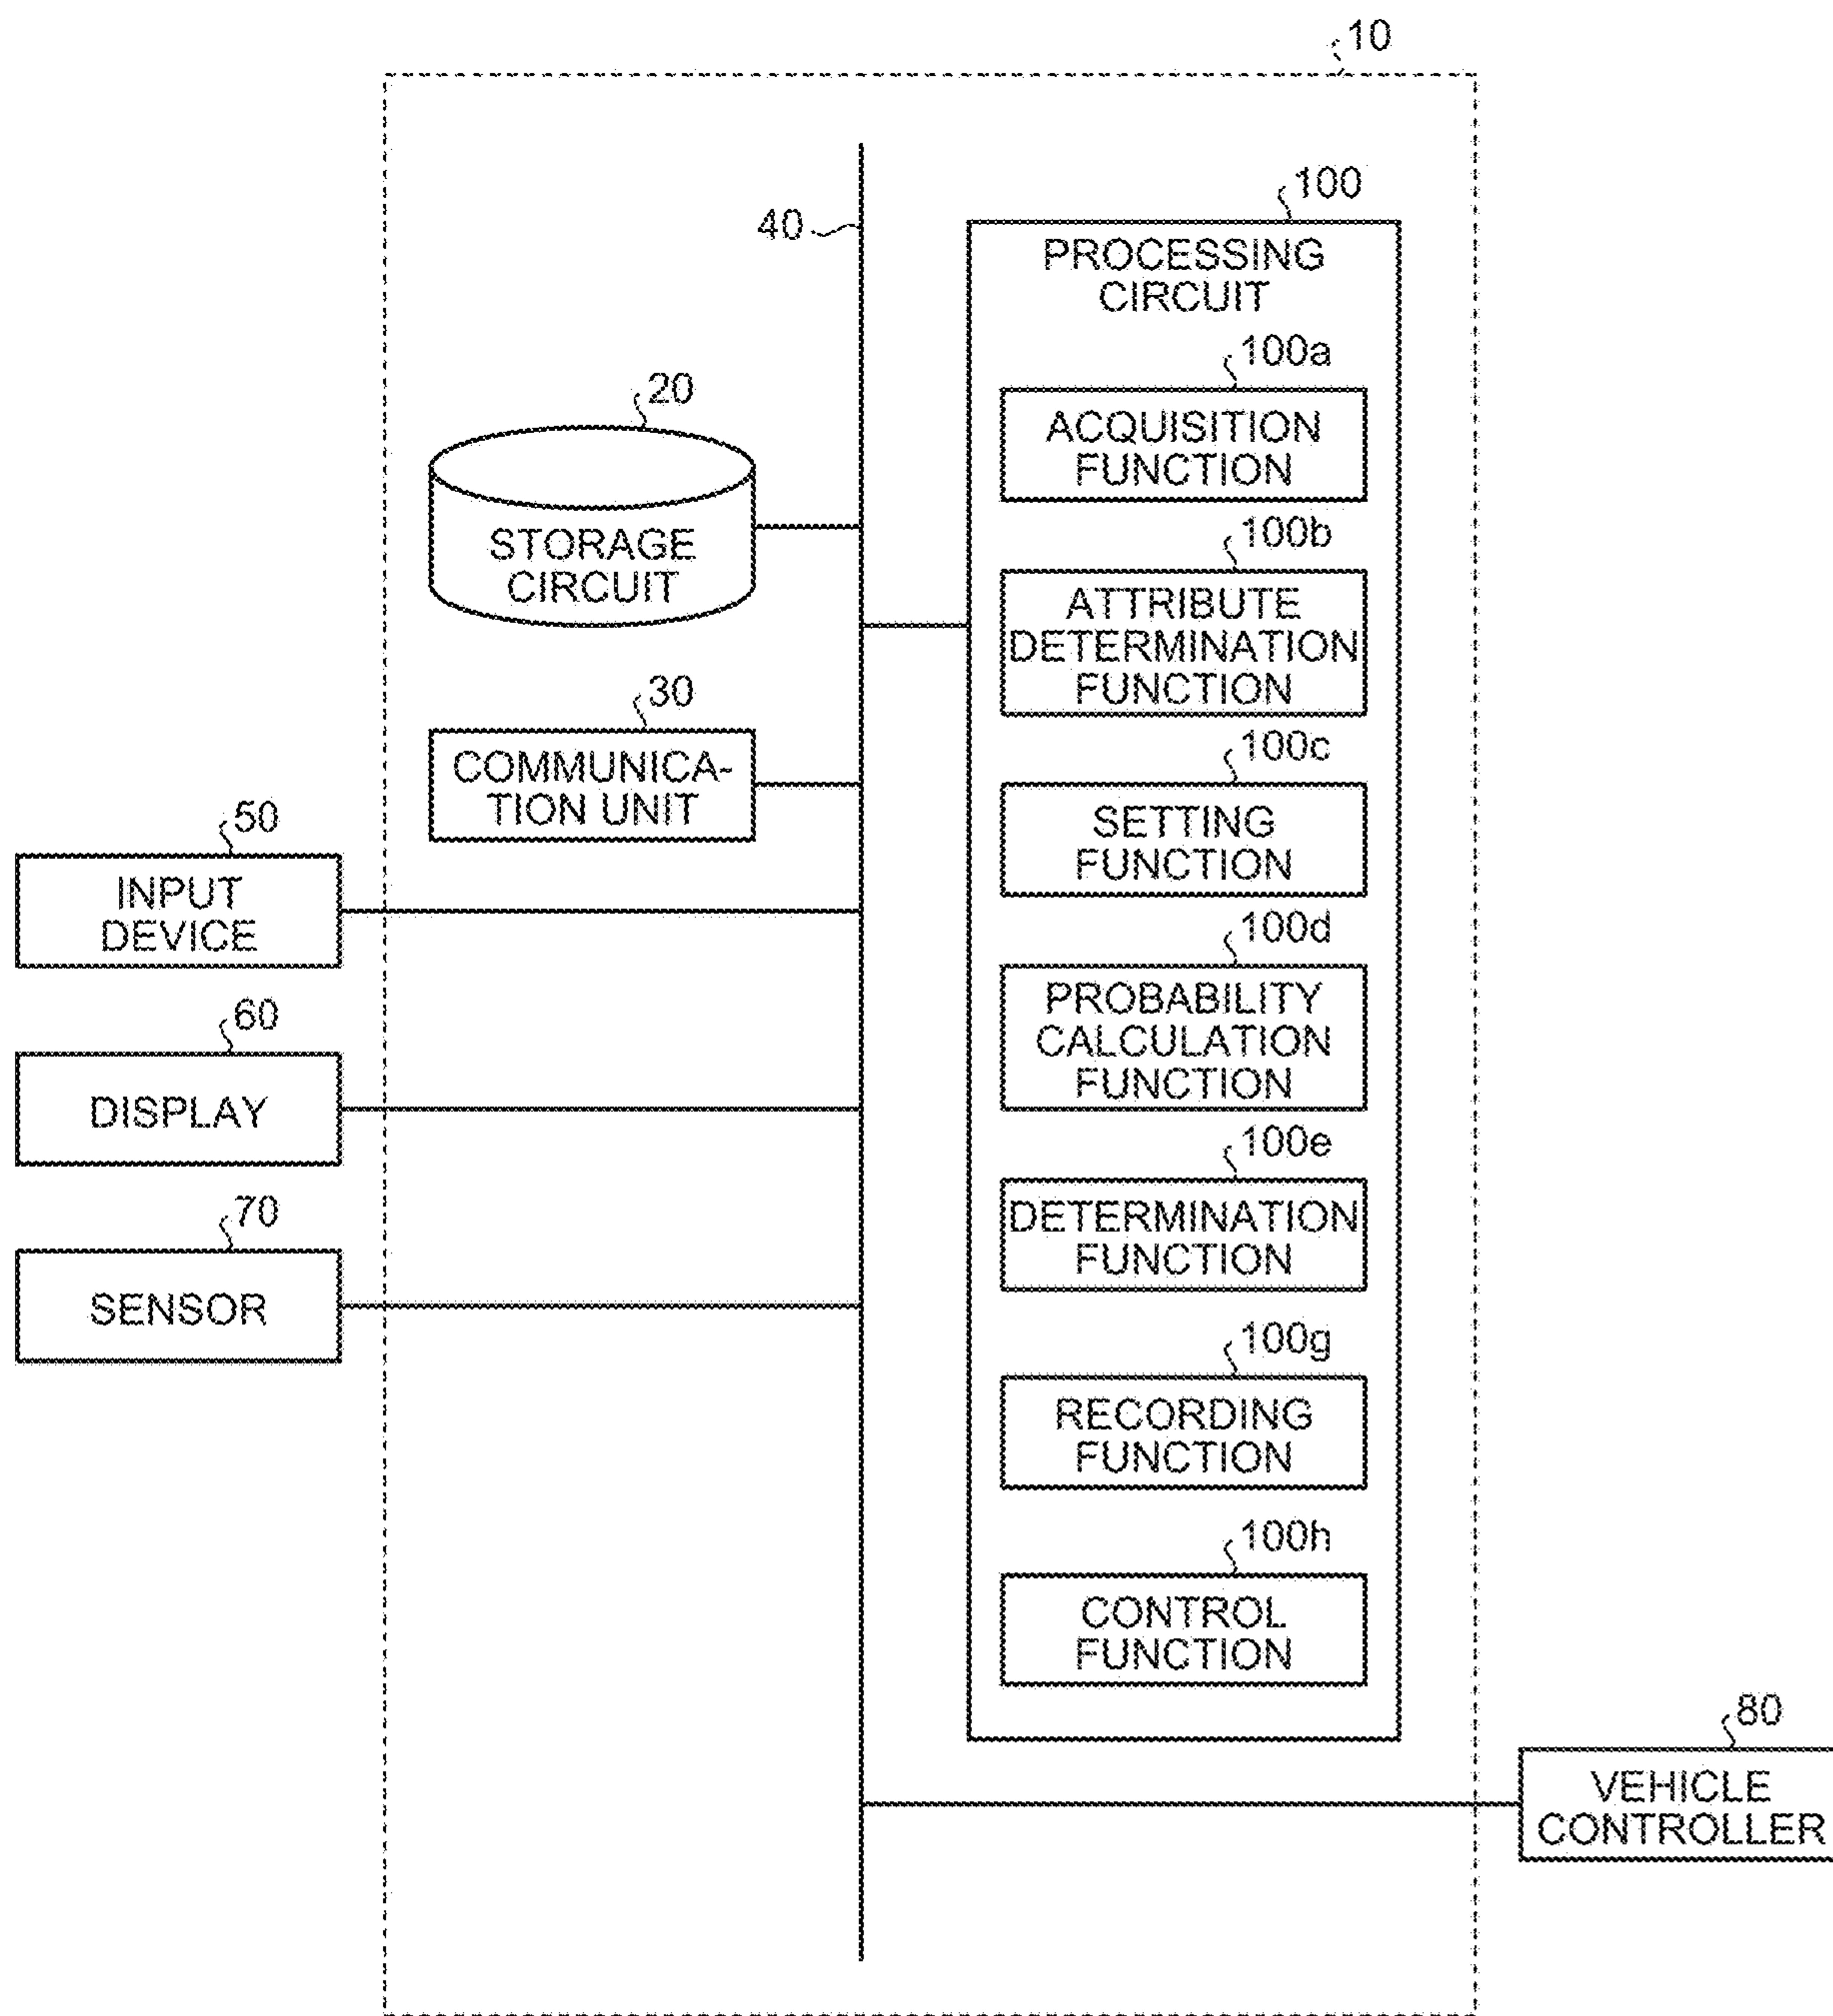 10
100
40
PROCESSING
CIRCUIT
100a
ACQUISITION
FUNCTION
20
STORAGE
CIRCUIT
100b
ATTRIBUTE
DETERMINATION
FUNCTION
30
COMMUNICA-
TION UNIT
100c
SETTING
FUNCTION
50
INPUT
DEVICE
100d
PROBABILITY
CALCULATION
FUNCTION
60
DISPLAY
100e
DETERMINATION
FUNCTION
70
SENSOR
100g
RECORDING
FUNCTION
100h
CONTROL
FUNCTION
80
VEHICLE
CONTROLLER